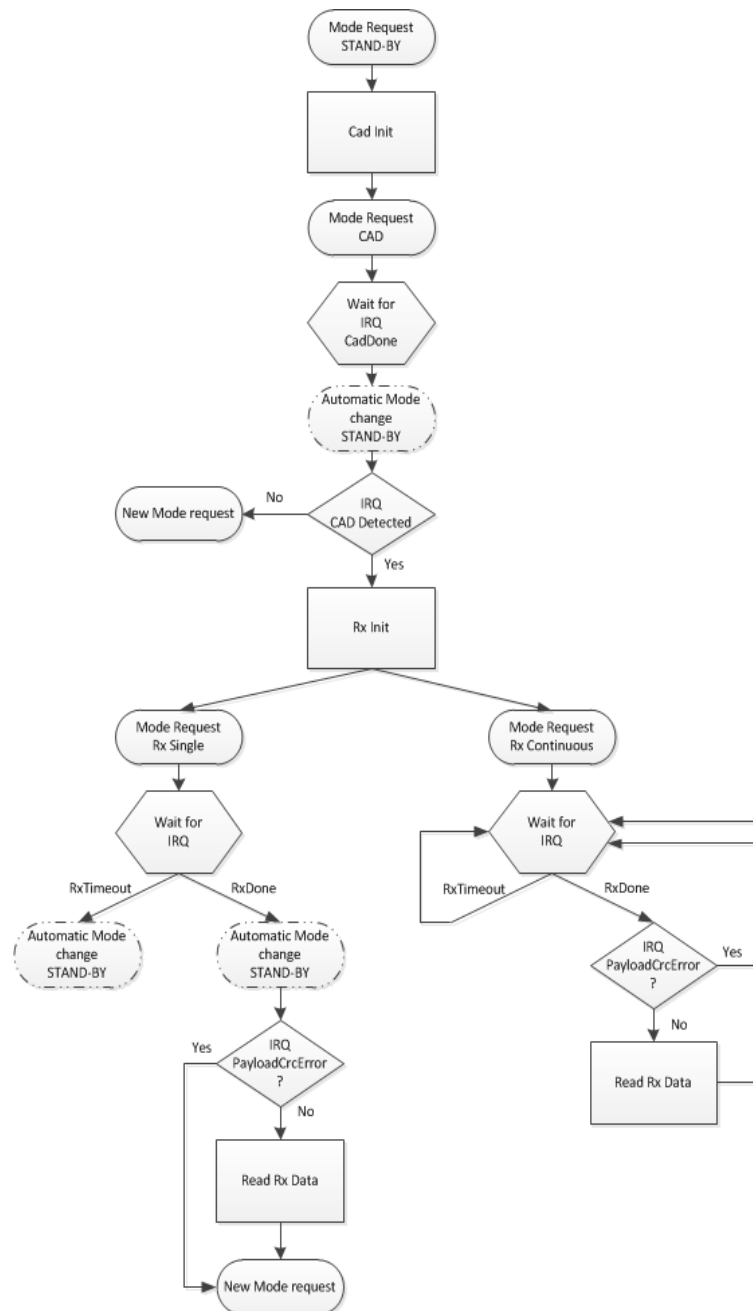 Mode Request
STAND-BY
Cad Init
Mode Request
CAD
Wait for
IRQ
CadDone
Automatic Mode
change
STAND-BY
IRQ
CAD Detected
No
New Mode request
Yes
Rx Init
Mode Request
Rx Single
Mode Request
Rx Continuous
Wait for
IRQ
Wait for
IRQ
RxTimeout
RxDone
RxTimeout
RxDone
Automatic Mode
change
STAND-BY
Automatic Mode
change
STAND-BY
IRQ
PayloadCrcError
?
Yes
No
Yes
IRQ
PayloadCrcError
?
No
Read Rx Data
Read Rx Data
New Mode request